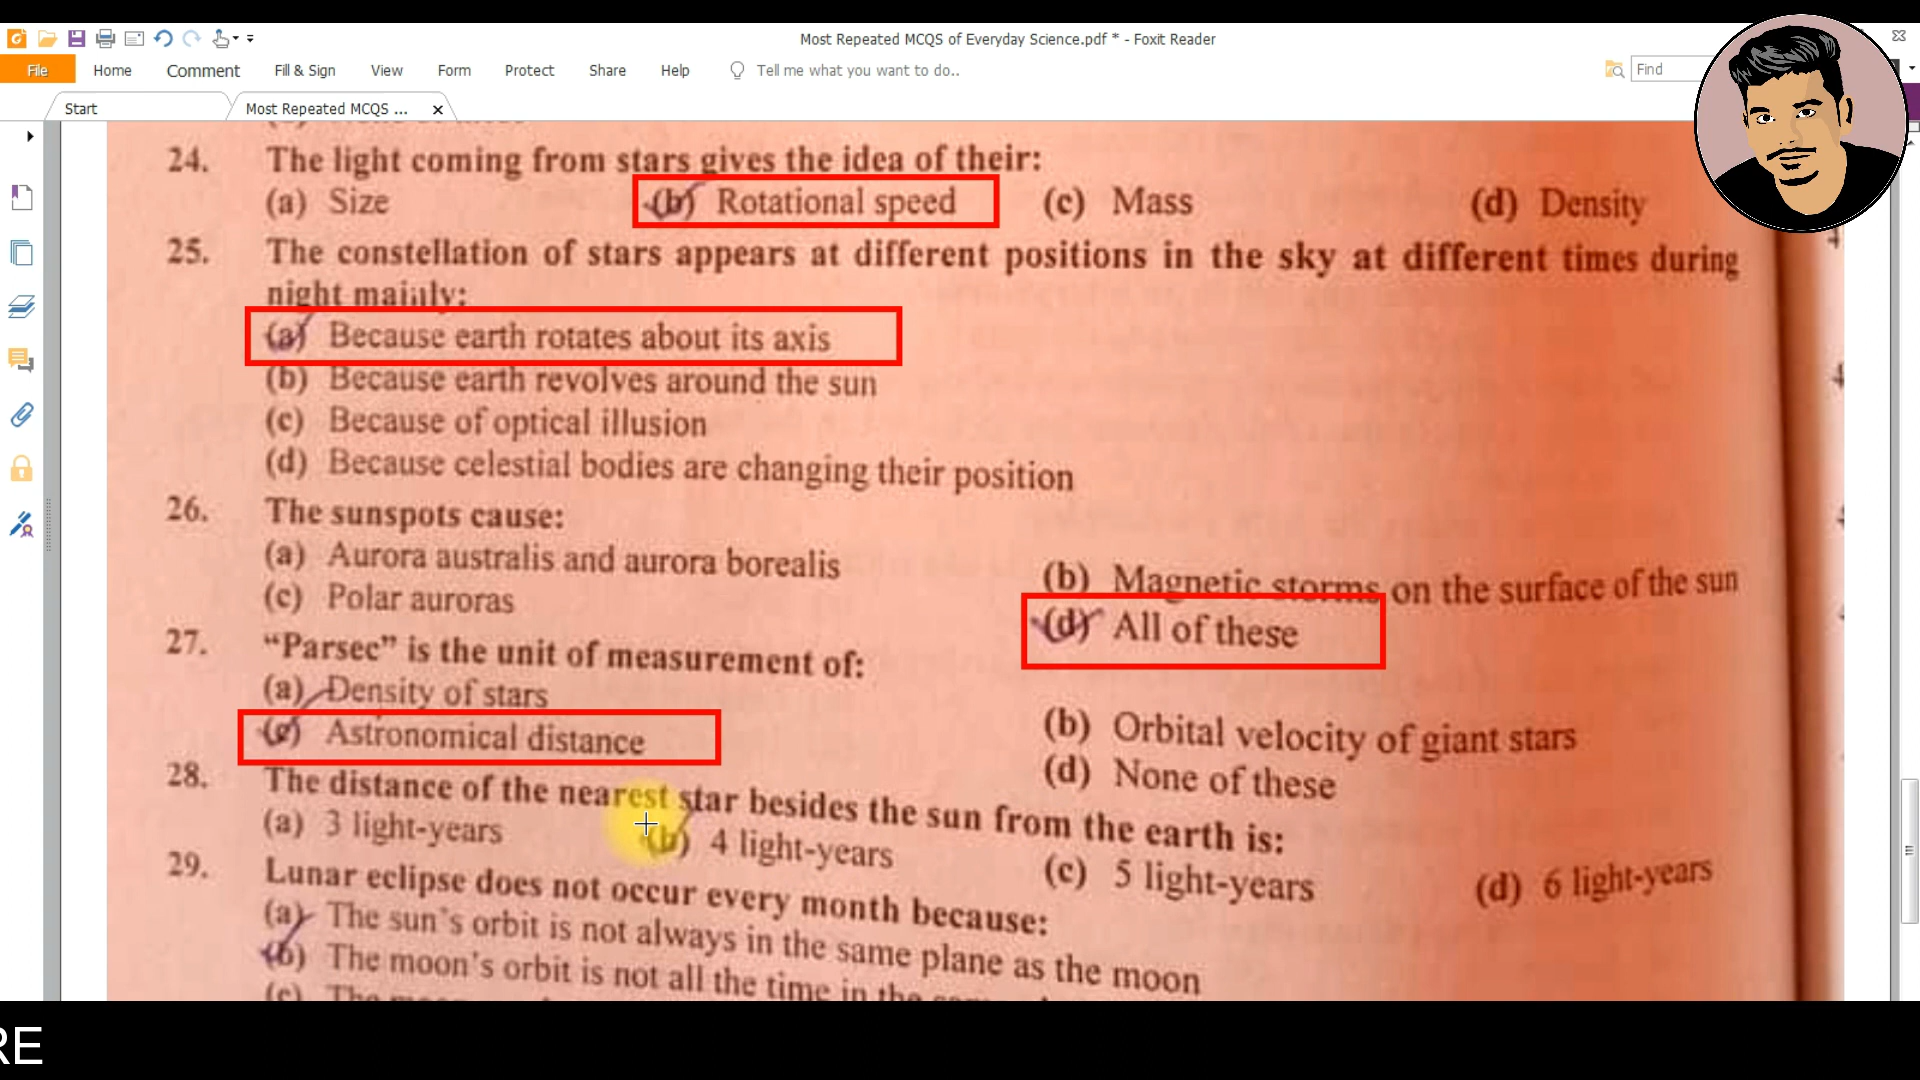 Most Repeated MCQS of Everyday Science.pdf * - Foxit Reader
File Home Comment Fill & Sign View Form Protect Share Help Tell me what you want to do.. Find
Start Most Repeated MCQS ...
24. The light coming from stars gives the idea of their:
(a) Size (b) Rotational speed (c) Mass (d) Density
25. The constellation of stars appears at different positions in the sky at different times during
night mainly:
(a) Because earth rotates about its axis
(b) Because earth revolves around the sun
(c) Because of optical illusion
(d) Because celestial bodies are changing their position
26. The sunspots cause:
(a) Aurora australis and aurora borealis (b) Magnetic storms on the surface of the sun
(c) Polar auroras (d) All of these
27. “Parsec” is the unit of measurement of:
(a) Density of stars (b) Orbital velocity of giant stars
(c) Astronomical distance (d) None of these
28. The distance of the nearest star besides the sun from the earth is:
(a) 3 light-years (b) 4 light-years (c) 5 light-years (d) 6 light-years
29. Lunar eclipse does not occur every month because:
(a) The sun's orbit is not always in the same plane as the moon
(b) The moon's orbit is not all the time in the
(c) The
RE